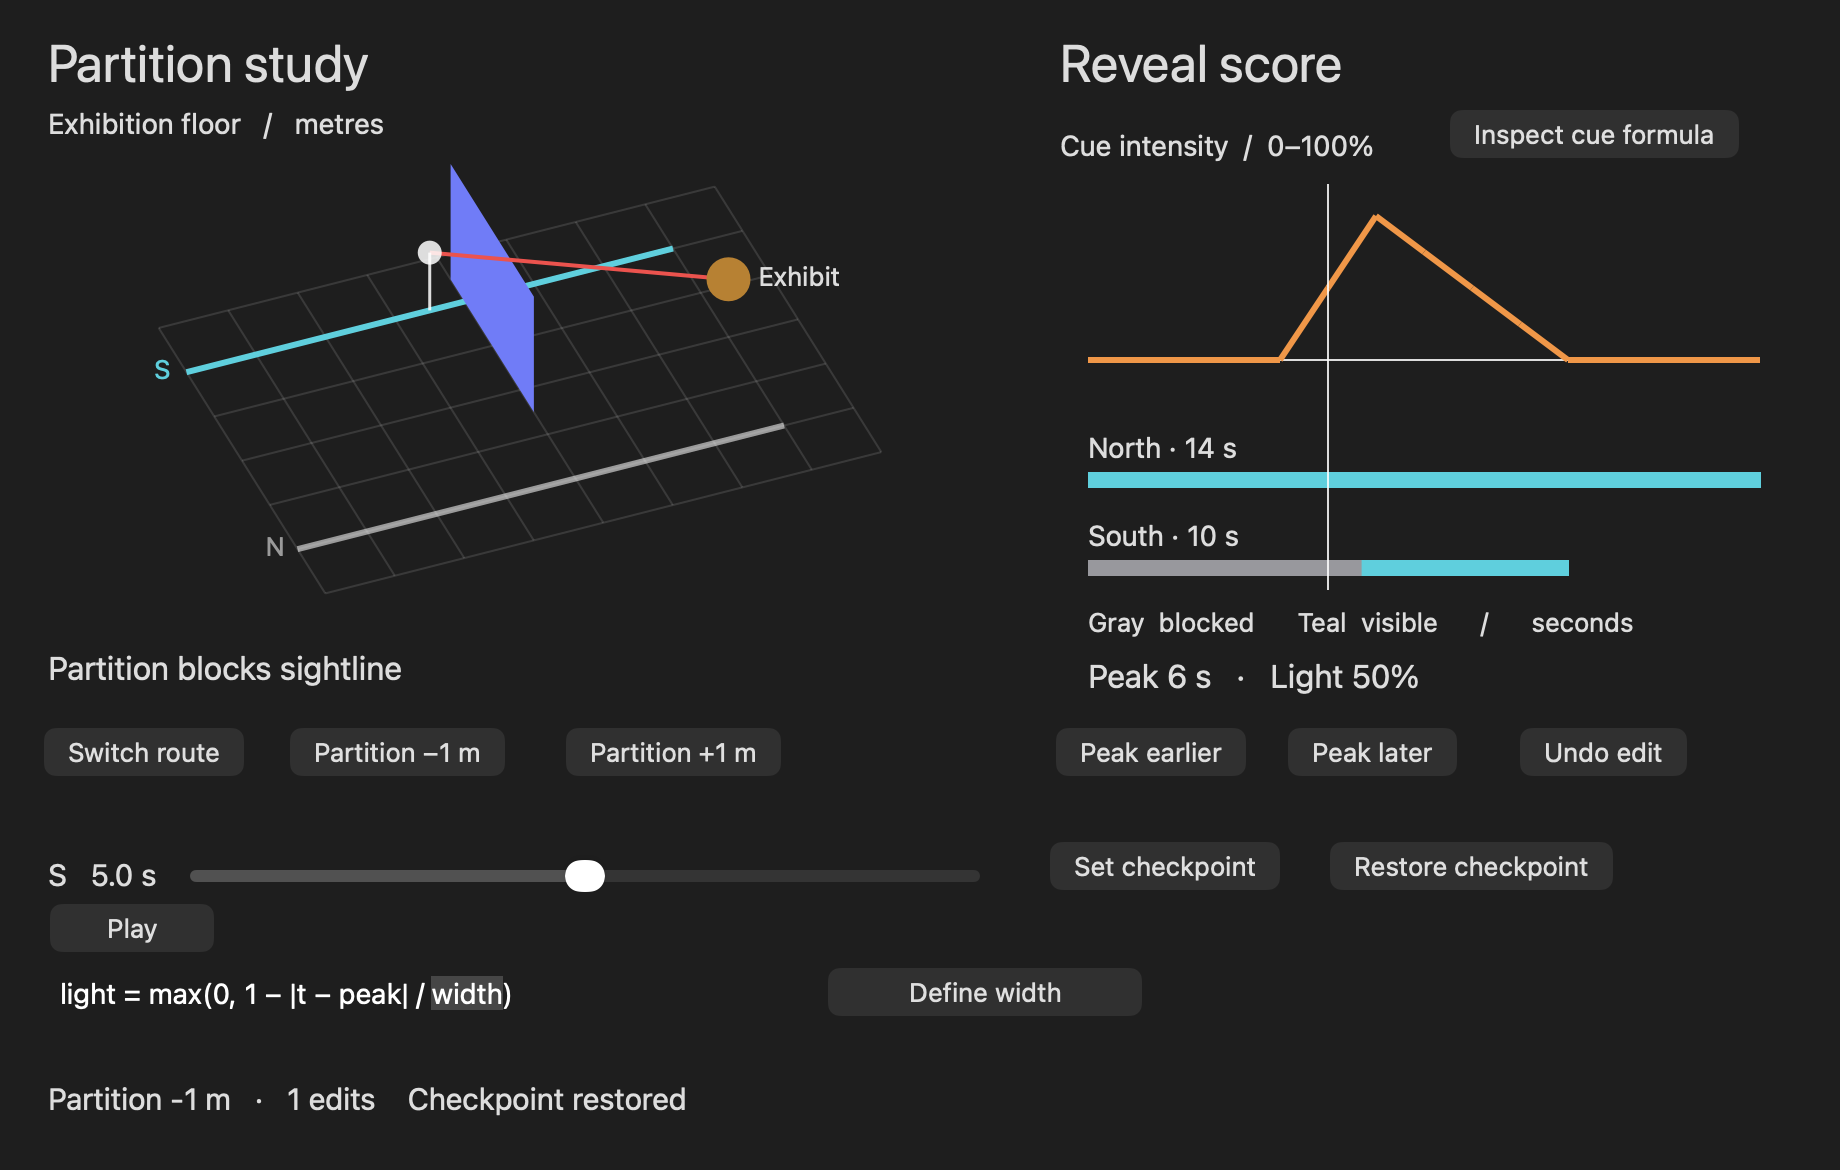 Partition study
Exhibition floor / metres
S
N
Exhibit
Partition blocks sightline
Switch route
Partition –1 m
Partition +1 m
S 5.0 s
Play
light = max(0, 1 – |t – peak| / width)
Define width
Partition -1 m · 1 edits Checkpoint restored
Reveal score
Cue intensity / 0–100%
Inspect cue formula
North · 14 s
South · 10 s
Gray blocked Teal visible / seconds
Peak 6 s · Light 50%
Peak earlier
Peak later
Undo edit
Set checkpoint
Restore checkpoint